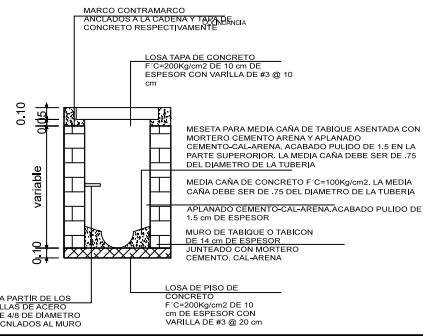 MARCO CONTRAMARCO
ANCLADOS A LA CADENA Y TAPA DE
CONCRETO RESPECTIVAMENTE
LOSA TAPA DE CONCRETO
F´C=200Kg/cm2 DE 10 cm DE
ESPESOR CON VARILLA DE #3 @ 10
cm
0.10
0.05
variable
0.10
MESETA PARA MEDIA CAÑA DE TABIQUE ASENTADA CON
MORTERO CEMENTO ARENA Y APLANADO
CEMENTO-CAL-ARENA, ACABADO PULIDO DE 1.5 EN LA
PARTE SUPERORIOR. LA MEDIA CAÑA DEBE SER DE .75
DEL DIAMETRO DE LA TUBERIA
MEDIA CAÑA DE CONCRETO F´C=100Kg/cm2. LA MEDIA
CAÑA DEBE SER DE .75 DEL DIAMETRO DE LA TUBERIA
APLANADO CEMENTO-CAL-ARENA.ACABADO PULIDO DE
1.5 cm DE ESPESOR
MURO DE TABIQUE O TABICON
DE 14 cm DE ESPESOR
JUNTEADO CON MORTERO
CEMENTO, CAL-ARENA
LOSA DE PISO DE
CONCRETO
F´C=200Kg/cm2 DE 10
cm DE ESPESOR CON
VARILLA DE #3 @ 20 cm
A PARTÍR DE LOS
LLAS DE ACERO
E 4/8 DE DÍAMETRO
CNLADOS AL MURO